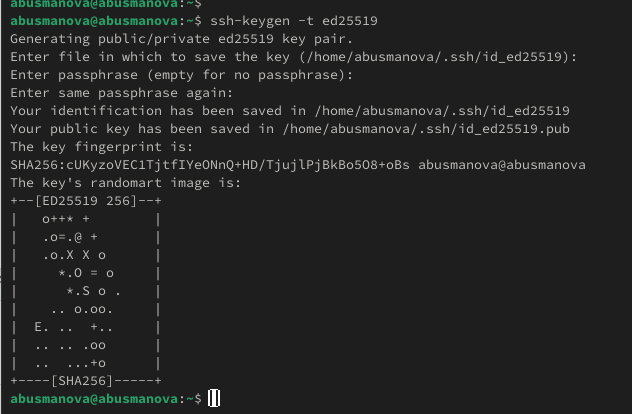 abusmanova@abusmanova:~$
abusmanova@abusmanova:~$ ssh-keygen -t ed25519
Generating public/private ed25519 key pair.
Enter file in which to save the key (/home/abusmanova/.ssh/id_ed25519):
Enter passphrase (empty for no passphrase):
Enter same passphrase again:
Your identification has been saved in /home/abusmanova/.ssh/id_ed25519
Your public key has been saved in /home/abusmanova/.ssh/id_ed25519.pub
The key fingerprint is:
SHA256:cUKyzoVEC1TjtfIYeONnQ+HD/TjujlPjBkBo5O8+oBs abusmanova@abusmanova
The key's randomart image is:
+--[ED25519 256]--+
|   o++* +        |
|   .o=.@ +       |
|   .o.X X o      |
|     *.O = o     |
|      *.S o .    |
|    .. o.oo.     |
|  E. ..  +..     |
|  .. .. .oo      |
|  ..  ...+o      |
+----[SHA256]-----+
abusmanova@abusmanova:~$